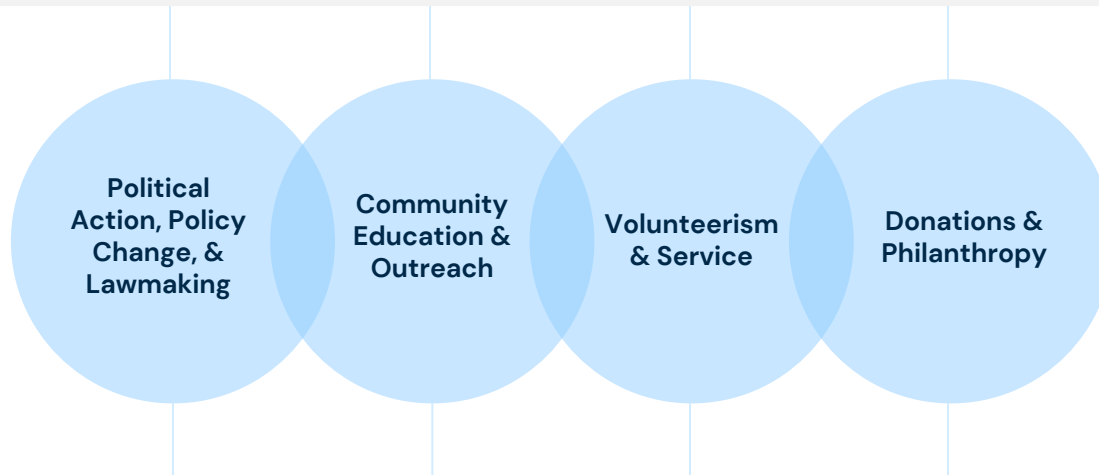 Political
Action, Policy
Change, &
Lawmaking
Community
Education &
Outreach
Volunteerism
& Service
Donations &
Philanthropy